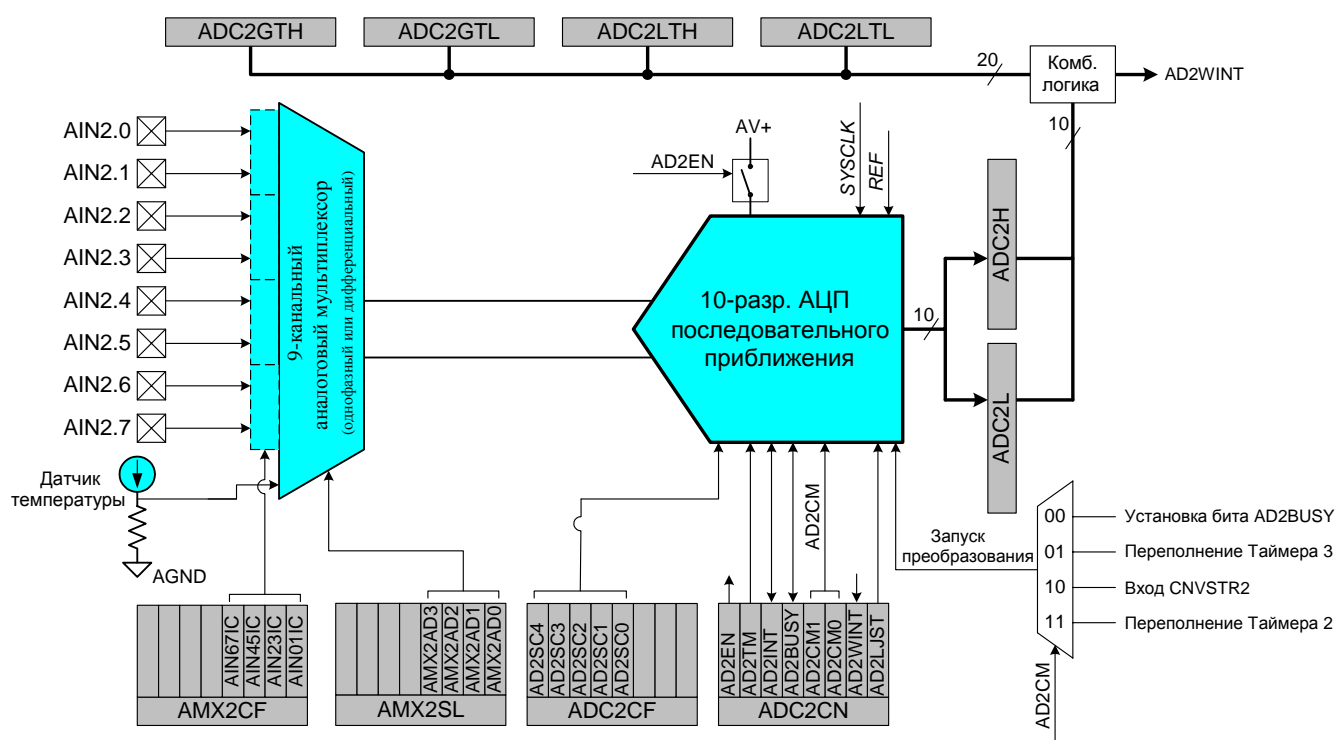 ADC2GTH
ADC2GTL
ADC2LTH
ADC2LTL
20
Комб.
логика
AD2WINT
10
AIN2.0
AIN2.1
AIN2.2
AIN2.3
AIN2.4
AIN2.5
AIN2.6
AIN2.7
9-канальный
аналоговый мультиплексор
(однофазный или дифференциальный)
AV+
AD2EN
SYSCLK
REF
10-разр. АЦП
последовательного
приближения
10
ADC2H
ADC2L
Датчик
температуры
AGND
AD2CM
Запуск
преобразования
00
Установка бита AD2BUSY
01
Переполнение Таймера 3
10
Вход CNVSTR2
11
Переполнение Таймера 2
AD2CM
AIN67IC
AIN45IC
AIN23IC
AIN01IC
AMX2CF
AMX2AD3
AMX2AD2
AMX2AD1
AMX2AD0
AMX2SL
AD2SC4
AD2SC3
AD2SC2
AD2SC1
AD2SC0
ADC2CF
AD2EN
AD2TM
AD2INT
AD2BUSY
AD2CM1
AD2CM0
AD2WINT
AD2LJST
ADC2CN